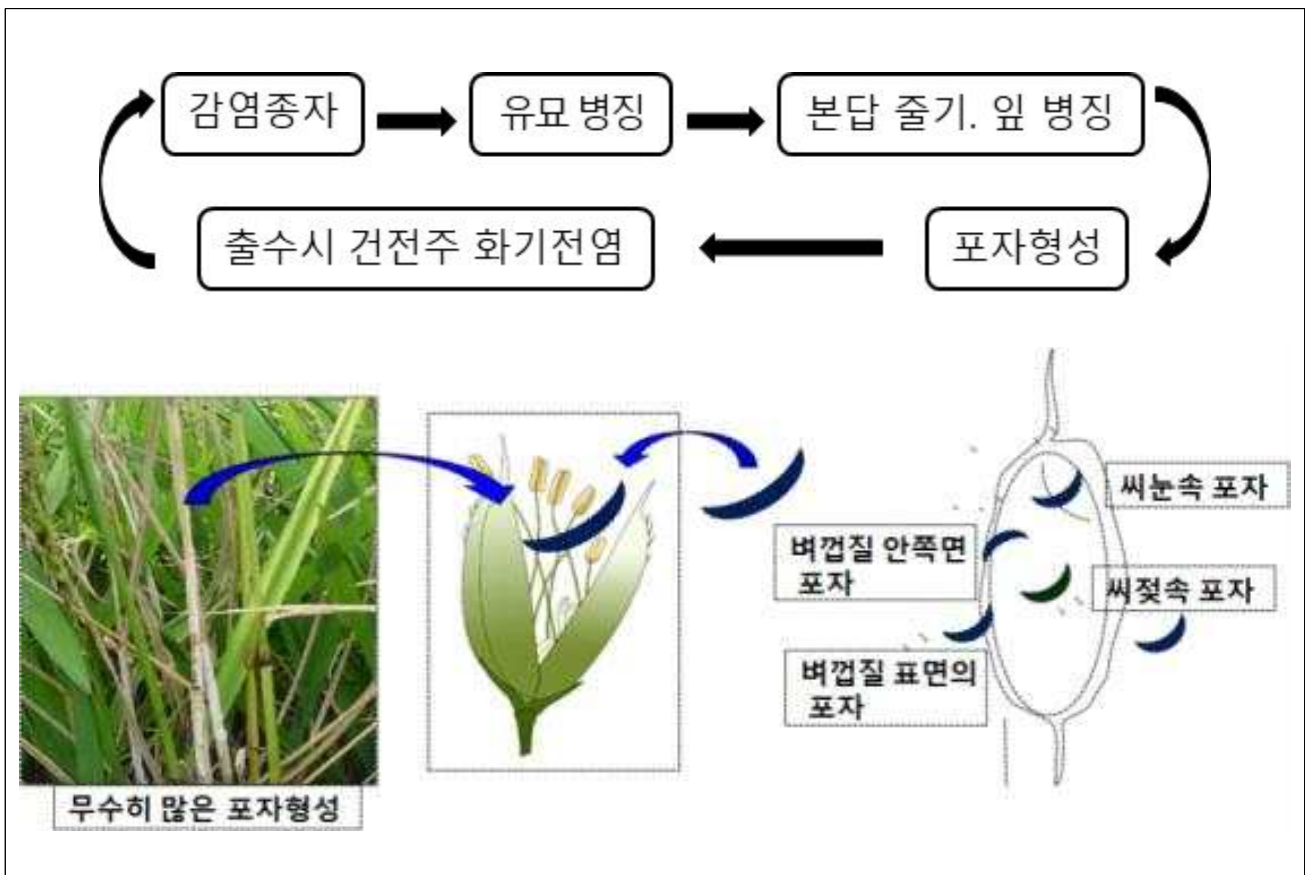 감염종자
유묘 병징
본답 줄기. 잎 병징
출수시 건전주 화기전염
포자형성
씨눈속 포자
벼껍질 안쪽면
포자
씨젖속 포자
벼껍질 표면의
포자
무수히 많은 포자형성